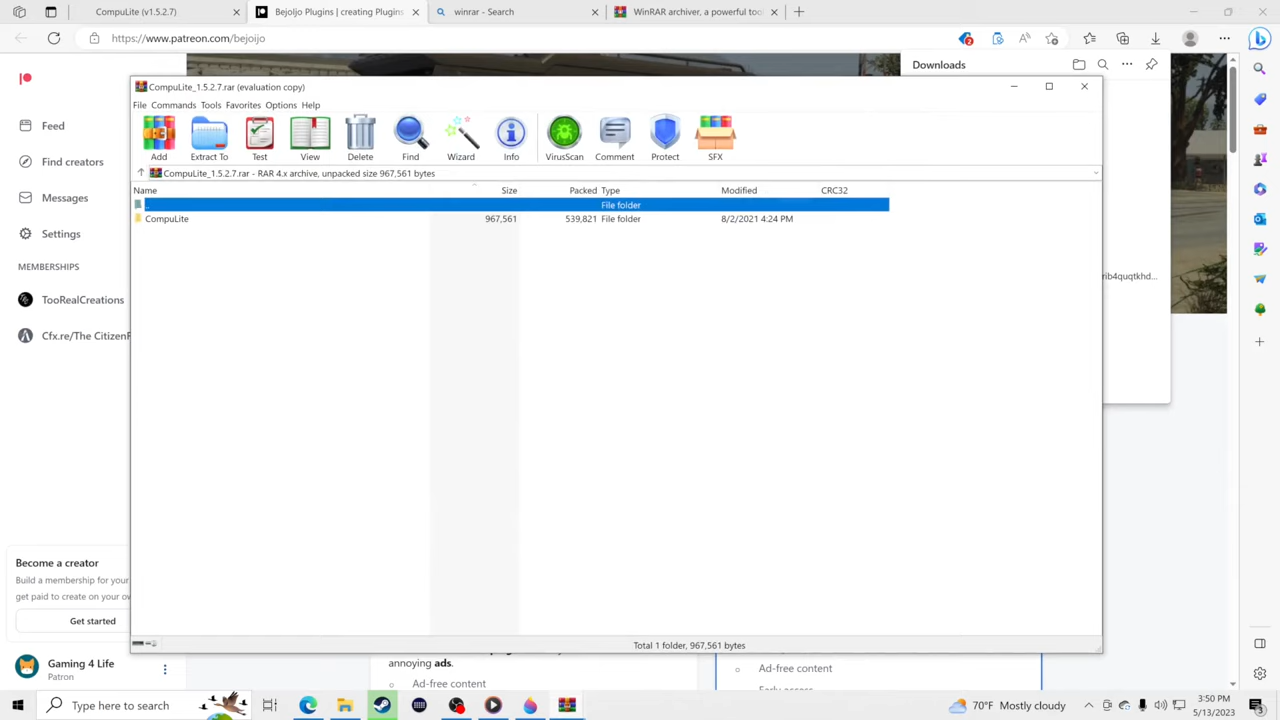 CompuLite (v1.5.2.7)
Bejoljo Plugins | creating Plugins
winrar - Search
WinRAR archiver, a powerful tool
https://www.patreon.com/bejoijo
2
Downloads
Feed
Find creators
Messages
Settings
MEMBERSHIPS
TooRealCreations
Cfx.re/The Citizen
CompuLite_1.5.2.7.rar (evaluation copy)
File Commands Tools Favorites Options Help
Add Extract To Test View Delete Find Wizard Info VirusScan Comment Protect SFX
CompuLite_1.5.2.7.rar - RAR 4.x archive, unpacked size 967,561 bytes
Name Size Packed Type Modified CRC32
.. File folder
CompuLite 967,561 539,821 File folder 8/2/2021 4:24 PM
rib4quqtkhd...
Total 1 folder, 967,561 bytes
Become a creator
Build a membership for your
get paid to create on your ow
Get started
Gaming 4 Life
Patron
annoying ads.
Ad-free content
Ad-free content
Type here to search
70°F Mostly cloudy
3:50 PM
5/13/2023